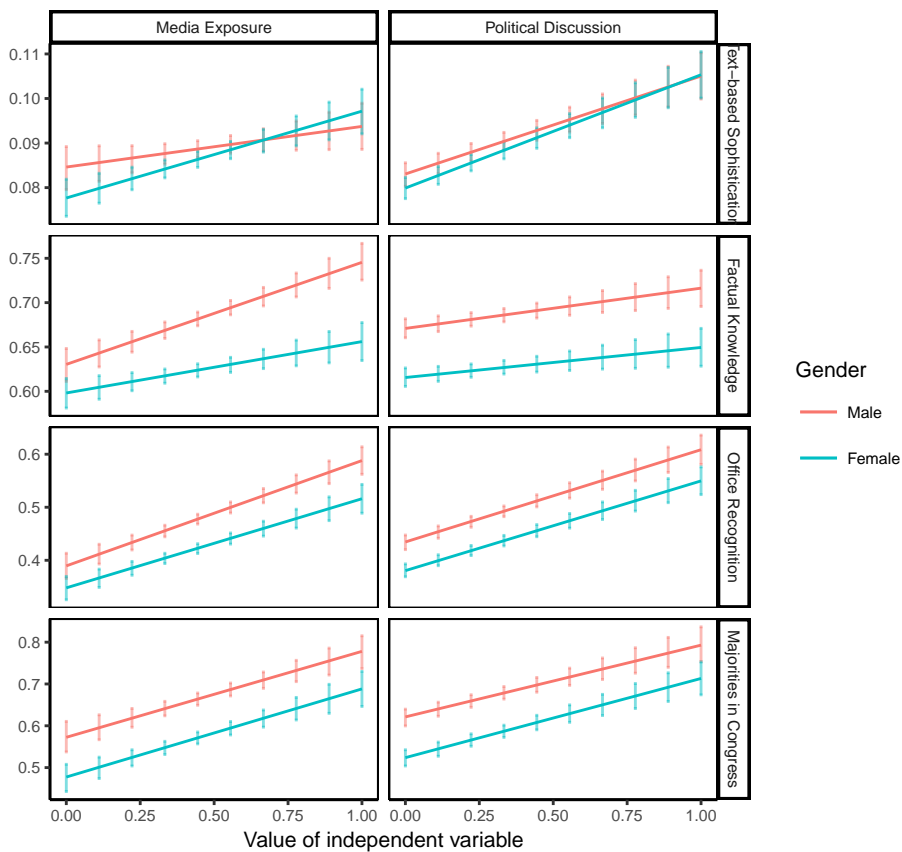 Media Exposure Political Discussion
0.11
0.10
0.09
0.08
Text−based Sophistication
0.75
0.70
0.65
0.60
Factual Knowledge
0.6
0.5
0.4
Office Recognition
0.8
0.7
0.6
0.5
Majorities in Congress
0.00 0.25 0.50 0.75 1.00 0.00 0.25 0.50 0.75 1.00
Value of independent variable
Gender
Male
Female